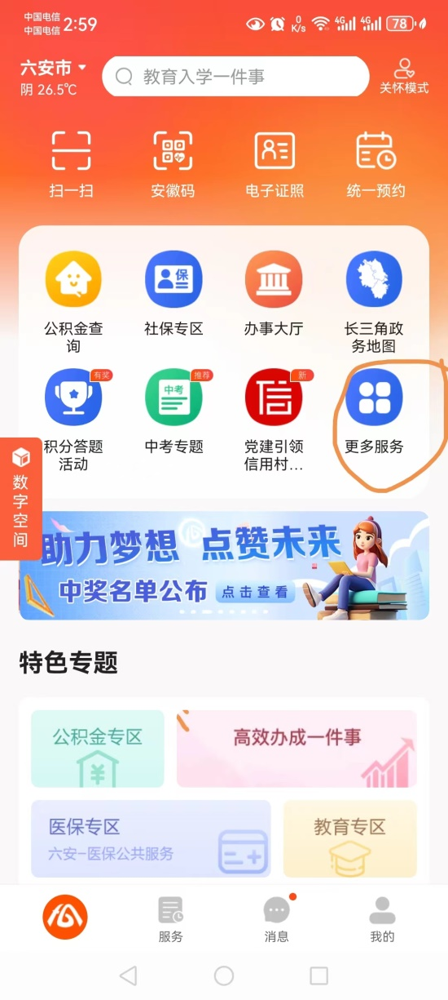 中国电信
中国电信
2:59
0
K/s
4G
4G
78
六安市
阴 26.5℃
教育入学一件事
关怀模式
扫一扫
安徽码
电子证照
统一预约
公积金查
询
保
社保专区
办事大厅
长三角政
务地图
有奖
积分答题
活动
推荐
中考
中考专题
新
信
党建引领
信用村...
更多服务
数
字
空
间
助力梦想 点赞未来
中奖名单公布
点击查看
特色专题
公积金专区
高效办成一件事
医保专区
六安-医保公共服务
教育专区
服务
消息
我的